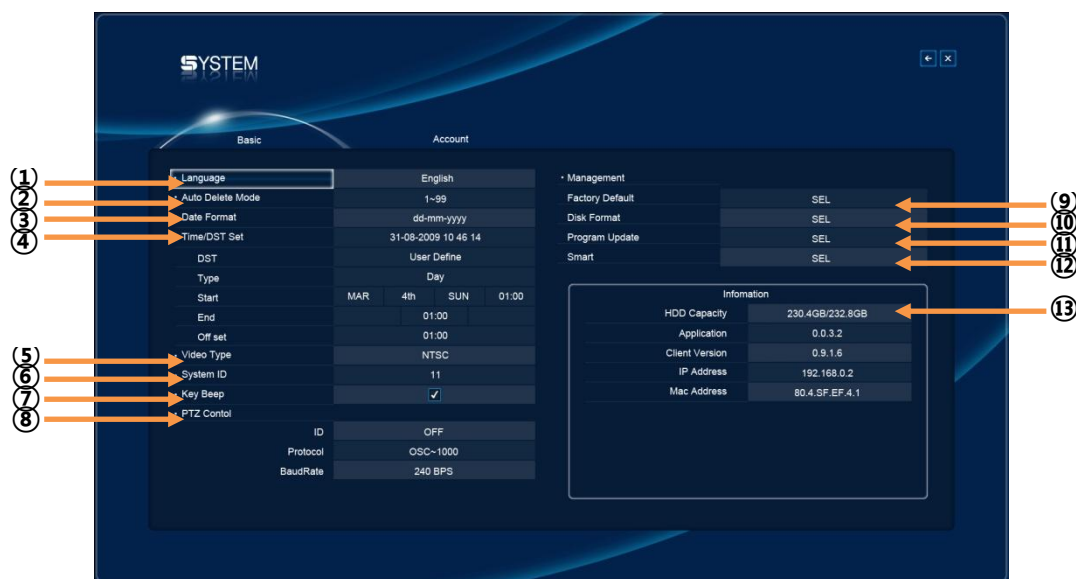 SYSTEM
Basic Account
① Language English
② Auto Delete Mode 1~99
③ Date Format dd-mm-yyyy
④ Time/DST Set 31-08-2009 10 46 14
DST User Define
Type Day
Start MAR 4th SUN 01:00
End 01:00
Off set 01:00
⑤ Video Type NTSC
⑥ System ID 11
⑦ Key Beep
⑧ PTZ Contol
ID OFF
Protocol OSC~1000
BaudRate 240 BPS
Management
Factory Default SEL ⑨
Disk Format SEL ⑩
Program Update SEL ⑪
Smart SEL ⑫
Infomation
HDD Capacity 230.4GB/232.8GB ⑬
Application 0.0.3.2
Client Version 0.9.1.6
IP Address 192.168.0.2
Mac Address 80.4.SF.EF.4.1